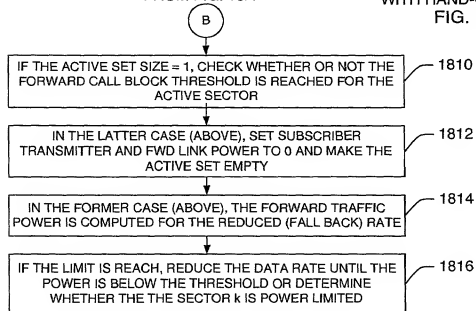 WITH HAND-
FIG.
B
IF THE ACTIVE SET SIZE = 1, CHECK WHETHER OR NOT THE
FORWARD CALL BLOCK THRESHOLD IS REACHED FOR THE
ACTIVE SECTOR
1810
IN THE LATTER CASE (ABOVE), SET SUBSCRIBER
TRANSMITTER AND FWD LINK POWER TO 0 AND MAKE THE
ACTIVE SET EMPTY
1812
IN THE FORMER CASE (ABOVE), THE FORWARD TRAFFIC
POWER IS COMPUTED FOR THE REDUCED (FALL BACK) RATE
1814
IF THE LIMIT IS REACH, REDUCE THE DATA RATE UNTIL THE
POWER IS BELOW THE THRESHOLD OR DETERMINE
WHETHER THE THE SECTOR k IS POWER LIMITED
1816